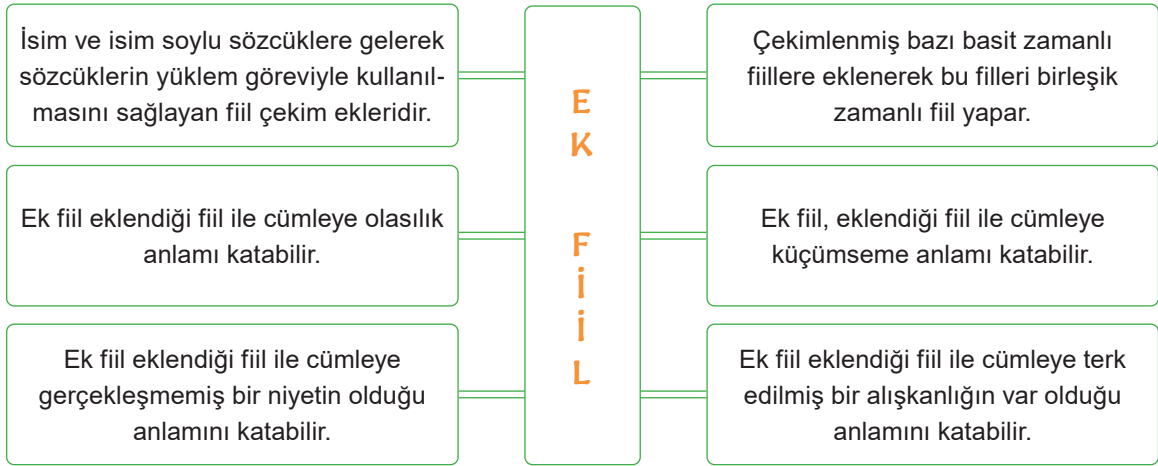 İsim ve isim soylu sözcüklere gelerek
sözcüklerin yüklem göreviyle kullanıl-
masını sağlayan fiil çekim ekleridir.
Ek fiil eklendiği fiil ile cümleye olasılık
anlamı katabilir.
Ek fiil eklendiği fiil ile cümleye
gerçekleşmemiş bir niyetin olduğu
anlamını katabilir.
E
K
F
İ
İ
L
Çekimlenmiş bazı basit zamanlı
fiillere eklenerek bu filleri birleşik
zamanlı fiil yapar.
Ek fiil, eklendiği fiil ile cümleye
küçümseme anlamı katabilir.
Ek fiil eklendiği fiil ile cümleye terk
edilmiş bir alışkanlığın var olduğu
anlamını katabilir.